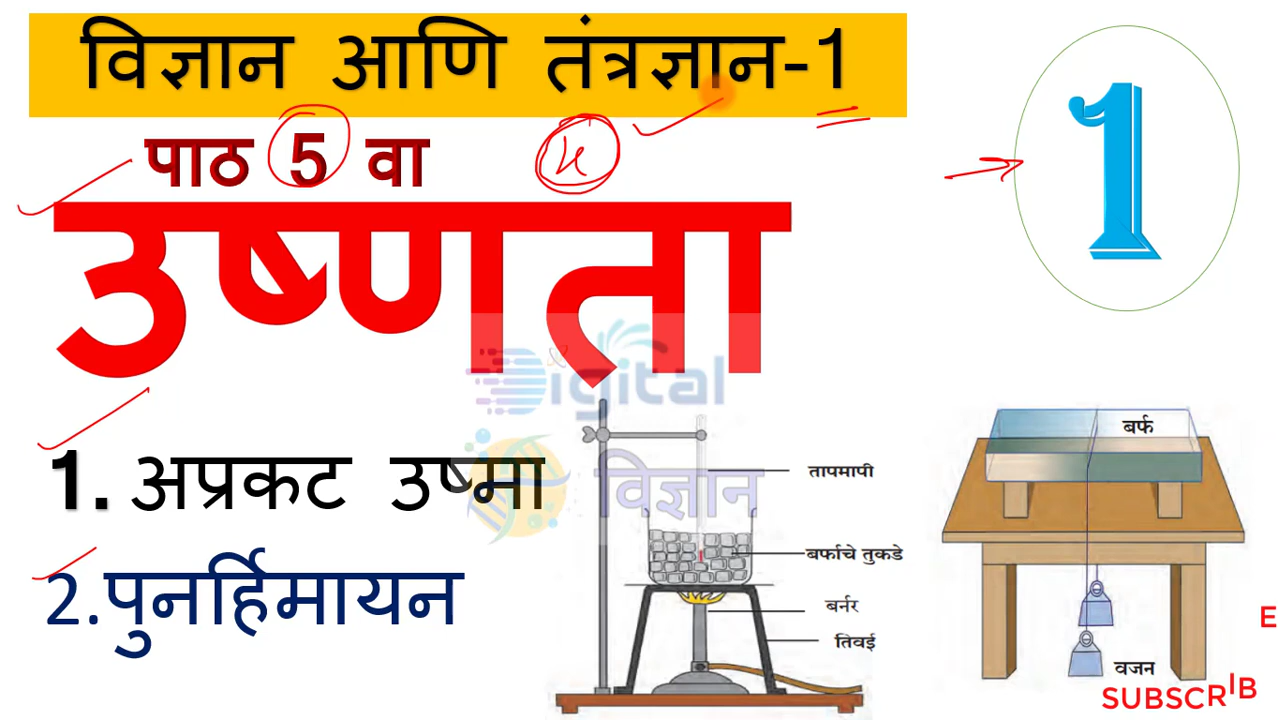 विज्ञान आणि तंत्रज्ञान-1
पाठ 5 वा
उष्णता
1
Digital
विज्ञान
1. अप्रकट उष्मा
2.पुनर्हिमायन
तापमापी
बर्फाचे तुकडे
बर्नर
तिवई
बर्फ
वजन
E
SUBSCRIB